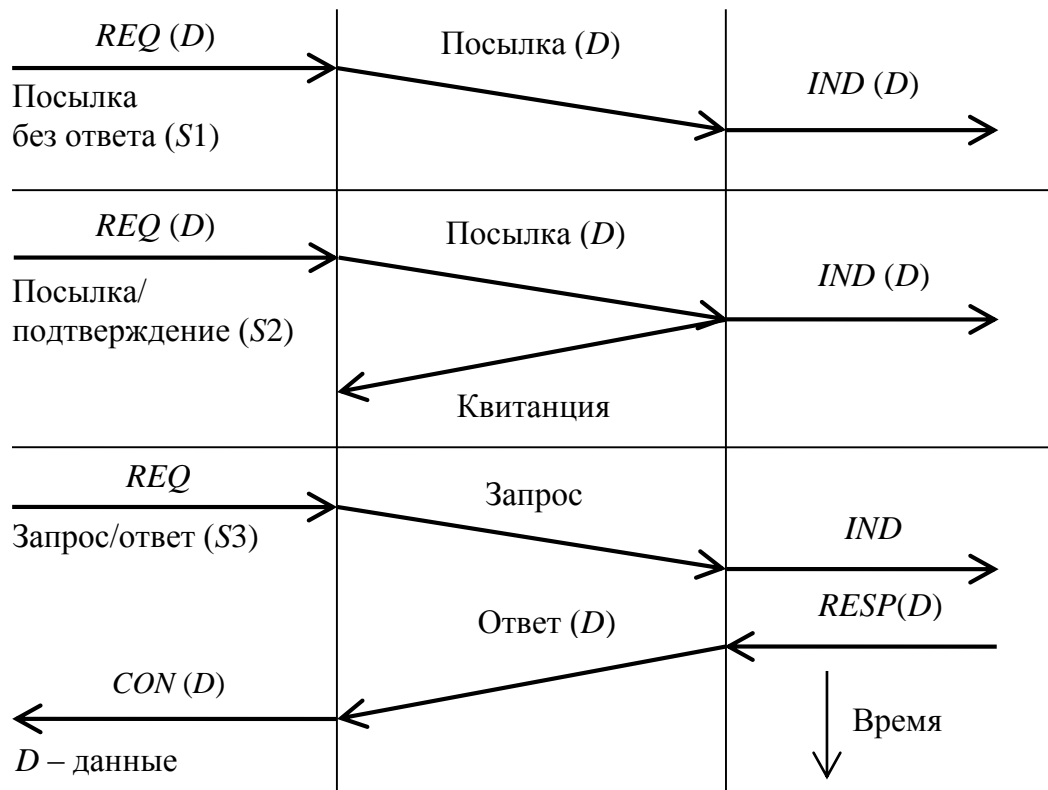 REQ (D)
Посылка (D)
IND (D)
Посылка
без ответа (S1)
REQ (D)
Посылка (D)
IND (D)
Посылка/
подтверждение (S2)
Квитанция
REQ
Запрос
IND
Запрос/ответ (S3)
RESP(D)
Ответ (D)
CON (D)
Время
D – данные